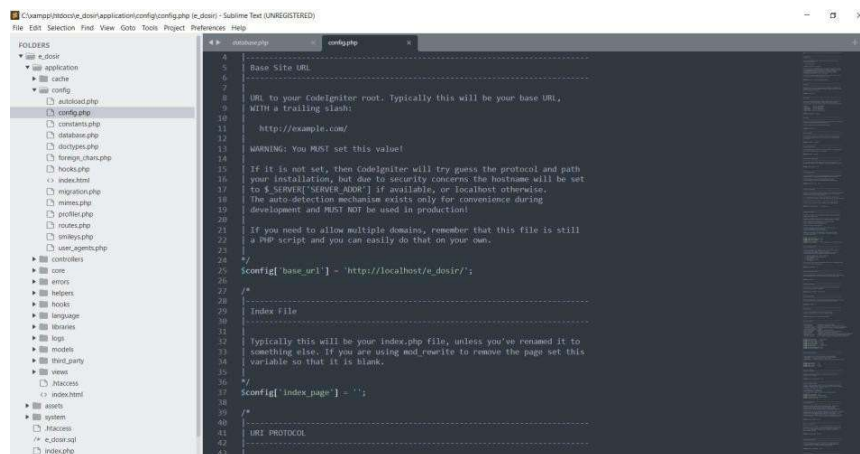 C:\xampp\htdocs\e_dosir\application\config\config.php (e_dosir) - Sublime Text (UNREGISTERED)
File Edit Selection Find View Goto Tools Project Preferences Help
FOLDERS
e_dosir
application
cache
config
autoload.php
config.php
constants.php
database.php
doctypes.php
foreign_chars.php
hooks.php
index.html
migration.php
mimes.php
profiler.php
routes.php
smileys.php
user_agents.php
controllers
core
errors
helpers
hooks
language
libraries
logs
models
third_party
views
.htaccess
index.html
assets
system
.htaccess
e_dosir.sql
index.php
database.php
config.php
4 |--------------------------------------------------------------------------
5 | Base Site URL
6 |--------------------------------------------------------------------------
7 |
8 | URL to your CodeIgniter root. Typically this will be your base URL,
9 | WITH a trailing slash:
10 |
11 | http://example.com/
12 |
13 | WARNING: You MUST set this value!
14 |
15 | If it is not set, then CodeIgniter will try guess the protocol and path
16 | your installation, but due to security concerns the hostname will be set
17 | to $_SERVER['SERVER_ADDR'] if available, or localhost otherwise.
18 | The auto-detection mechanism exists only for convenience during
19 | development and MUST NOT be used in production!
20 |
21 | If you need to allow multiple domains, remember that this file is still
22 | a PHP script and you can easily do that on your own.
23 |
24 */
25 $config['base_url'] = 'http://localhost/e_dosir/';
26
27 /*
28 |--------------------------------------------------------------------------
29 | Index File
30 |--------------------------------------------------------------------------
31 |
32 | Typically this will be your index.php file, unless you've renamed it to
33 | something else. If you are using mod_rewrite to remove the page set this
34 | variable so that it is blank.
35 |
36 */
37 $config['index_page'] = '';
38
39 /*
40 |--------------------------------------------------------------------------
41 | URI PROTOCOL
42 |--------------------------------------------------------------------------
43